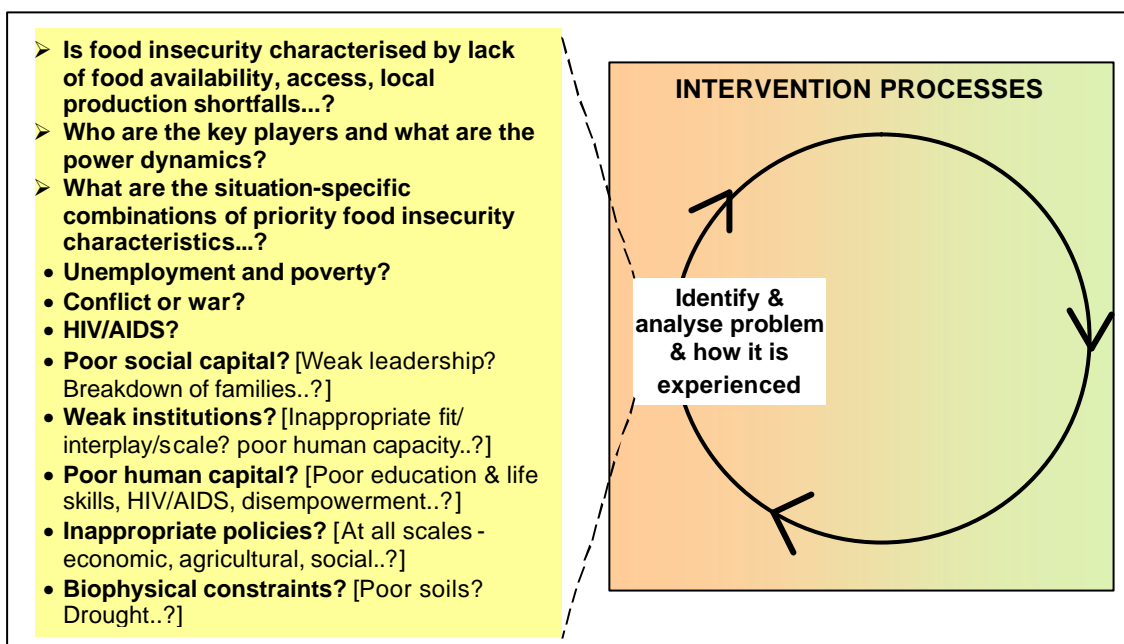 ➢ Is food insecurity characterised by lack
of food availability, access, local
production shortfalls...?
➢ Who are the key players and what are the
power dynamics?
➢ What are the situation-specific
combinations of priority food insecurity
characteristics...?
• Unemployment and poverty?
• Conflict or war?
• HIV/AIDS?
• Poor social capital? [Weak leadership?
Breakdown of families..?]
• Weak institutions? [Inappropriate fit/
interplay/scale? poor human capacity..?]
• Poor human capital? [Poor education & life
skills, HIV/AIDS, disempowerment..?]
• Inappropriate policies? [At all scales -
economic, agricultural, social..?]
• Biophysical constraints? [Poor soils?
Drought..?]
INTERVENTION PROCESSES
Identify &
analyse problem
& how it is
experienced